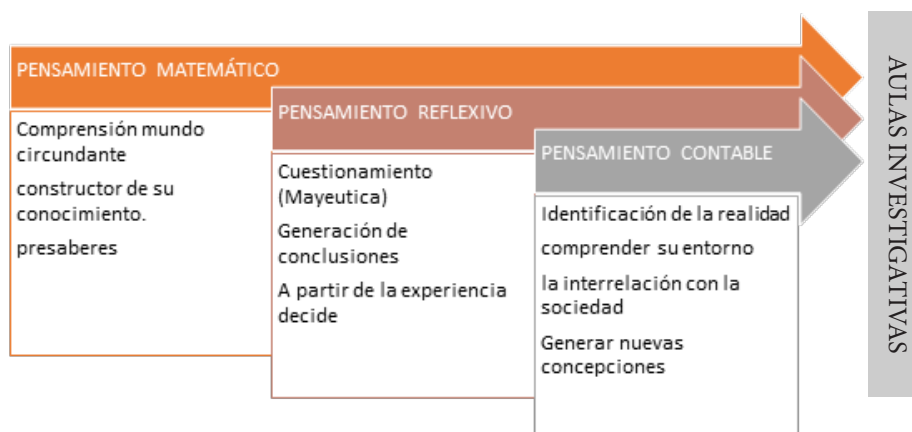 PENSAMIENTO MATEMÁTICO
Comprensión mundo
circundante
constructor de su
conocimiento.
presaberes
PENSAMIENTO REFLEXIVO
Cuestionamiento
(Mayeutica)
Generación de
conclusiones
A partir de la experiencia
decide
PENSAMIENTO CONTABLE
Identificación de la realidad
comprender su entorno
la interrelación con la
sociedad
Generar nuevas
concepciones
AULAS INVESTIGATIVAS